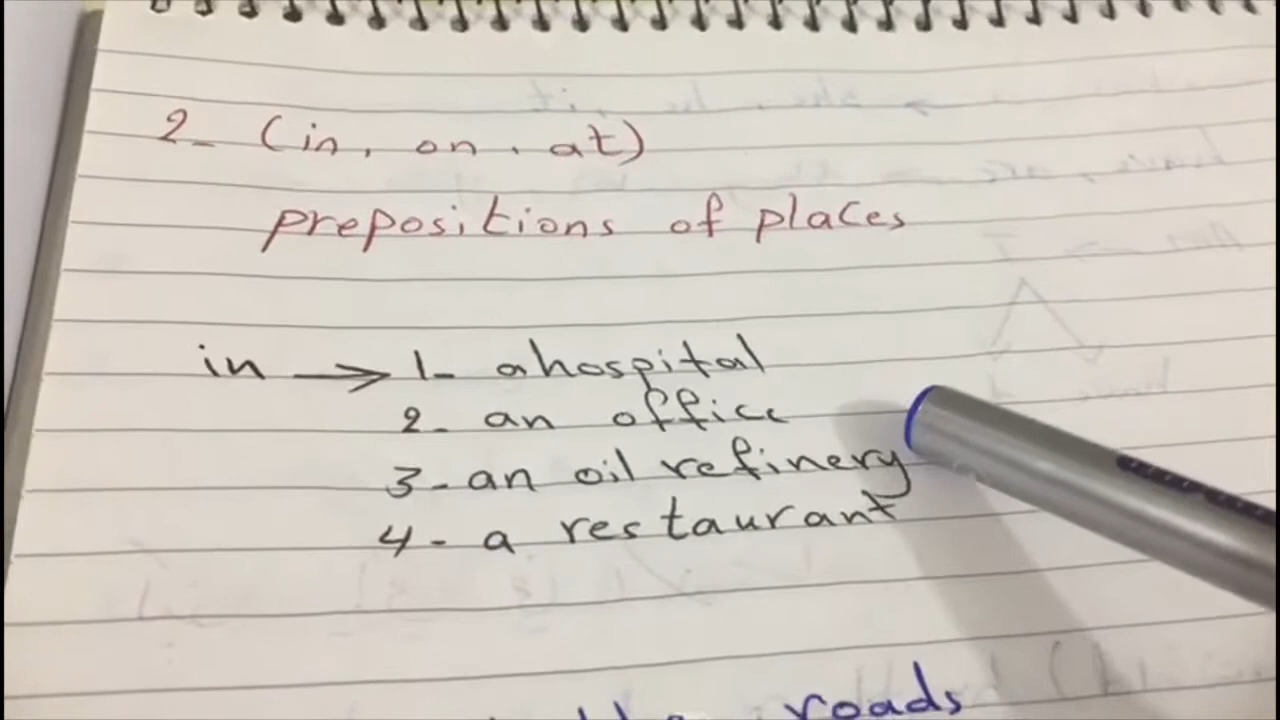 2- (in, on, at)
prepositions of places
in → 1- a hospital
2- an office
3- an oil refinery
4- a restaurant
roads